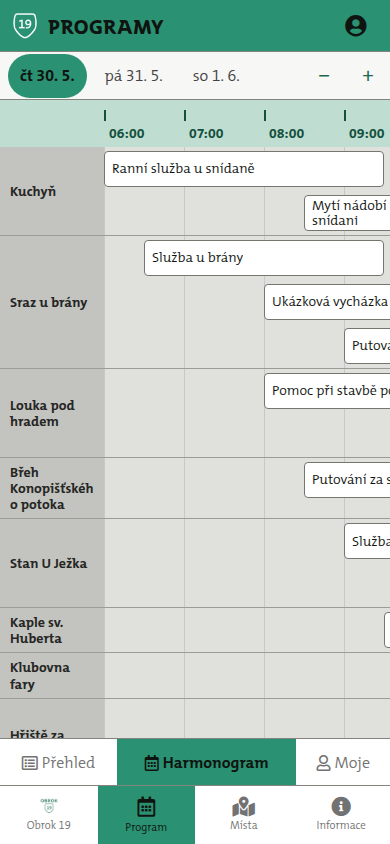 19 PROGRAMY
čt 30. 5. pá 31. 5. so 1. 6. − +
06:00 07:00 08:00 09:00
Kuchyň
Ranní služba u snídaně
Mytí nádobí
snídani
Sraz u brány
Služba u brány
Ukázková vycházka
Putova
Louka pod
hradem
Pomoc při stavbě p
Břeh
Konopišťskéh
o potoka
Putování za s
Stan U Ježka
Služba
Kaple sv.
Huberta
Klubovna
fary
Hřiště za
Přehled Harmonogram Moje
OBROK
19
Obrok 19 Program Místa Informace